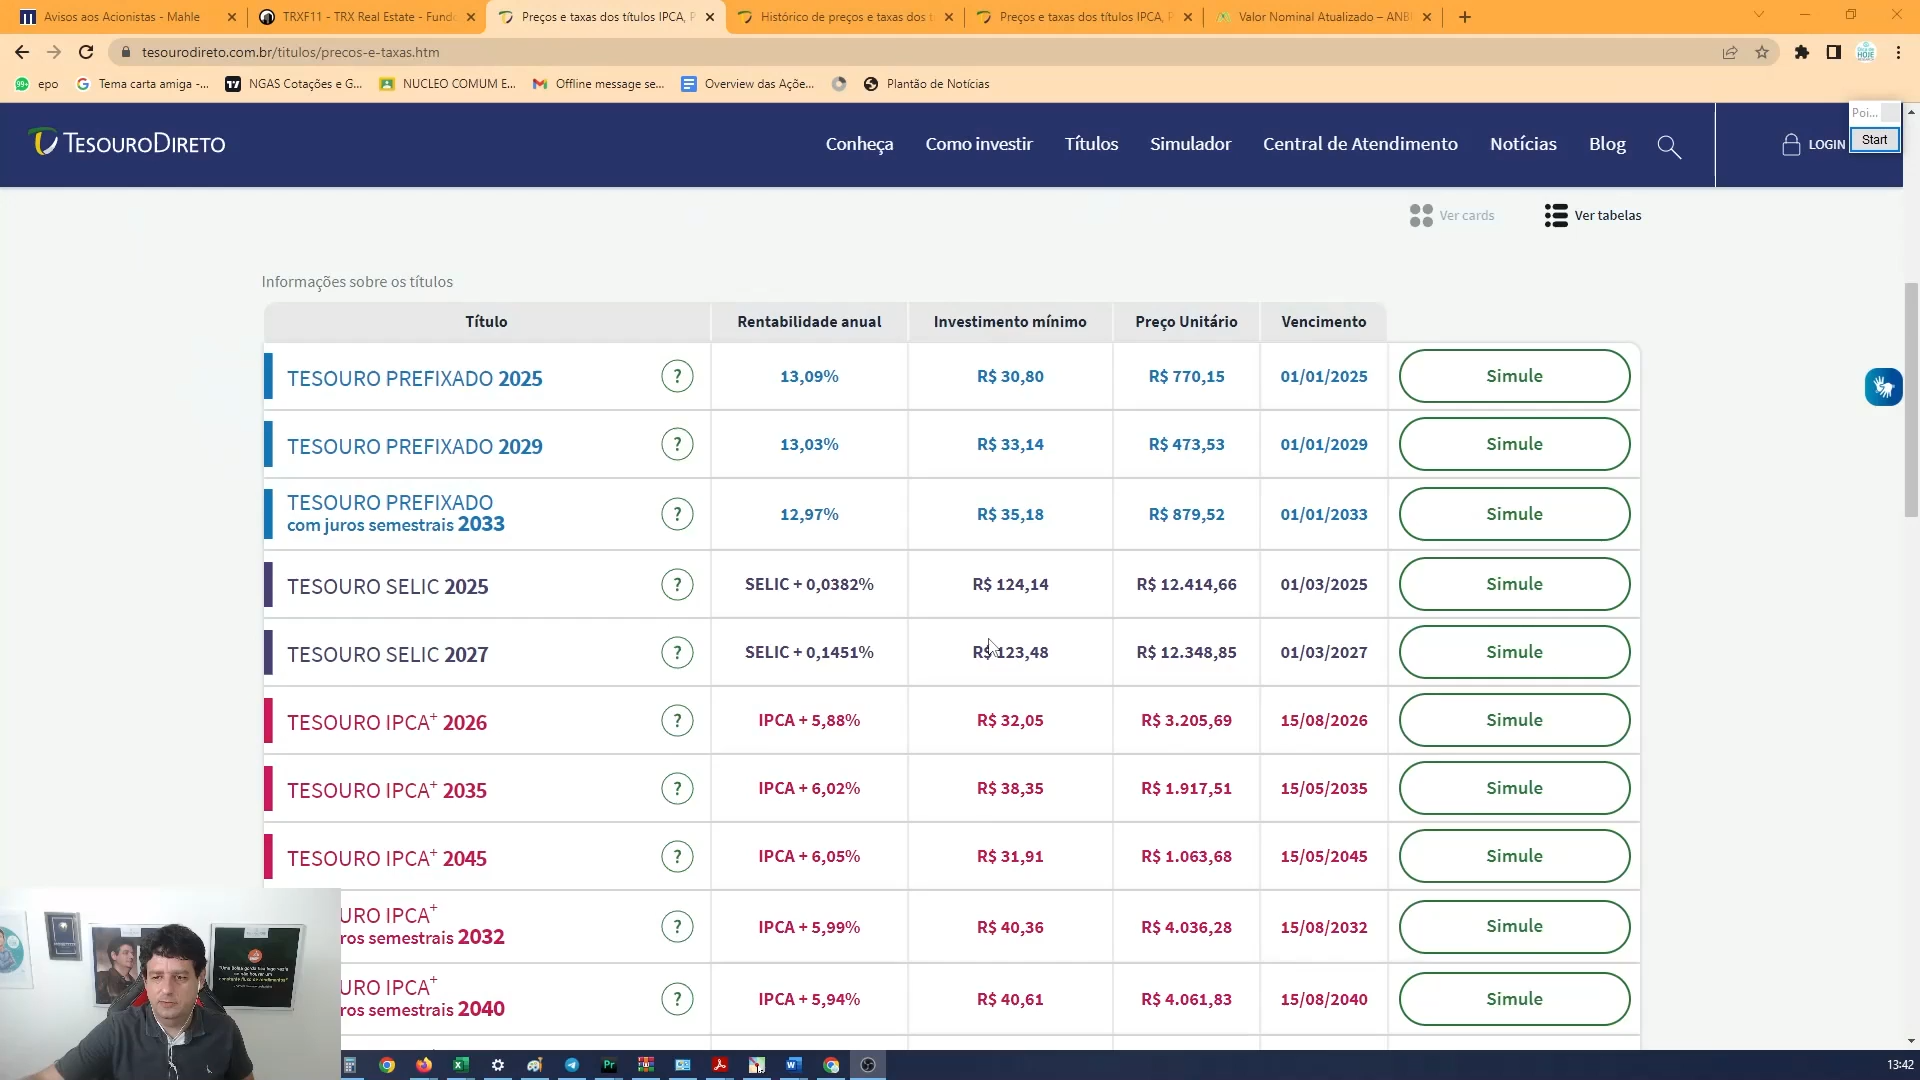 Avisos aos Acionistas - Mahle
TRXF11 - TRX Real Estate - Fund
Preços e taxas dos títulos IPCA, P
Histórico de preços e taxas dos t
Preços e taxas dos títulos IPCA, P
Valor Nominal Atualizado – ANBI
tesourodireto.com.br/titulos/precos-e-taxas.htm
epo
Tema carta amiga -...
NGAS Cotações e G...
NUCLEO COMUM E...
Offline message se...
Overview das Açõe...
Plantão de Notícias
Poi...
Start
TESOURODIRETO
Conheça
Como investir
Títulos
Simulador
Central de Atendimento
Notícias
Blog
LOGIN
Ver cards
Ver tabelas
Informações sobre os títulos
Título Rentabilidade anual Investimento mínimo Preço Unitário Vencimento
TESOURO PREFIXADO 2025 ? 13,09% R$ 30,80 R$ 770,15 01/01/2025 Simule
TESOURO PREFIXADO 2029 ? 13,03% R$ 33,14 R$ 473,53 01/01/2029 Simule
TESOURO PREFIXADO
com juros semestrais 2033 ? 12,97% R$ 35,18 R$ 879,52 01/01/2033 Simule
TESOURO SELIC 2025 ? SELIC + 0,0382% R$ 124,14 R$ 12.414,66 01/03/2025 Simule
TESOURO SELIC 2027 ? SELIC + 0,1451% R$ 123,48 R$ 12.348,85 01/03/2027 Simule
TESOURO IPCA+ 2026 ? IPCA + 5,88% R$ 32,05 R$ 3.205,69 15/08/2026 Simule
TESOURO IPCA+ 2035 ? IPCA + 6,02% R$ 38,35 R$ 1.917,51 15/05/2035 Simule
TESOURO IPCA+ 2045 ? IPCA + 6,05% R$ 31,91 R$ 1.063,68 15/05/2045 Simule
URO IPCA+
ros semestrais 2032 ? IPCA + 5,99% R$ 40,36 R$ 4.036,28 15/08/2032 Simule
URO IPCA+
ros semestrais 2040 ? IPCA + 5,94% R$ 40,61 R$ 4.061,83 15/08/2040 Simule
13:42